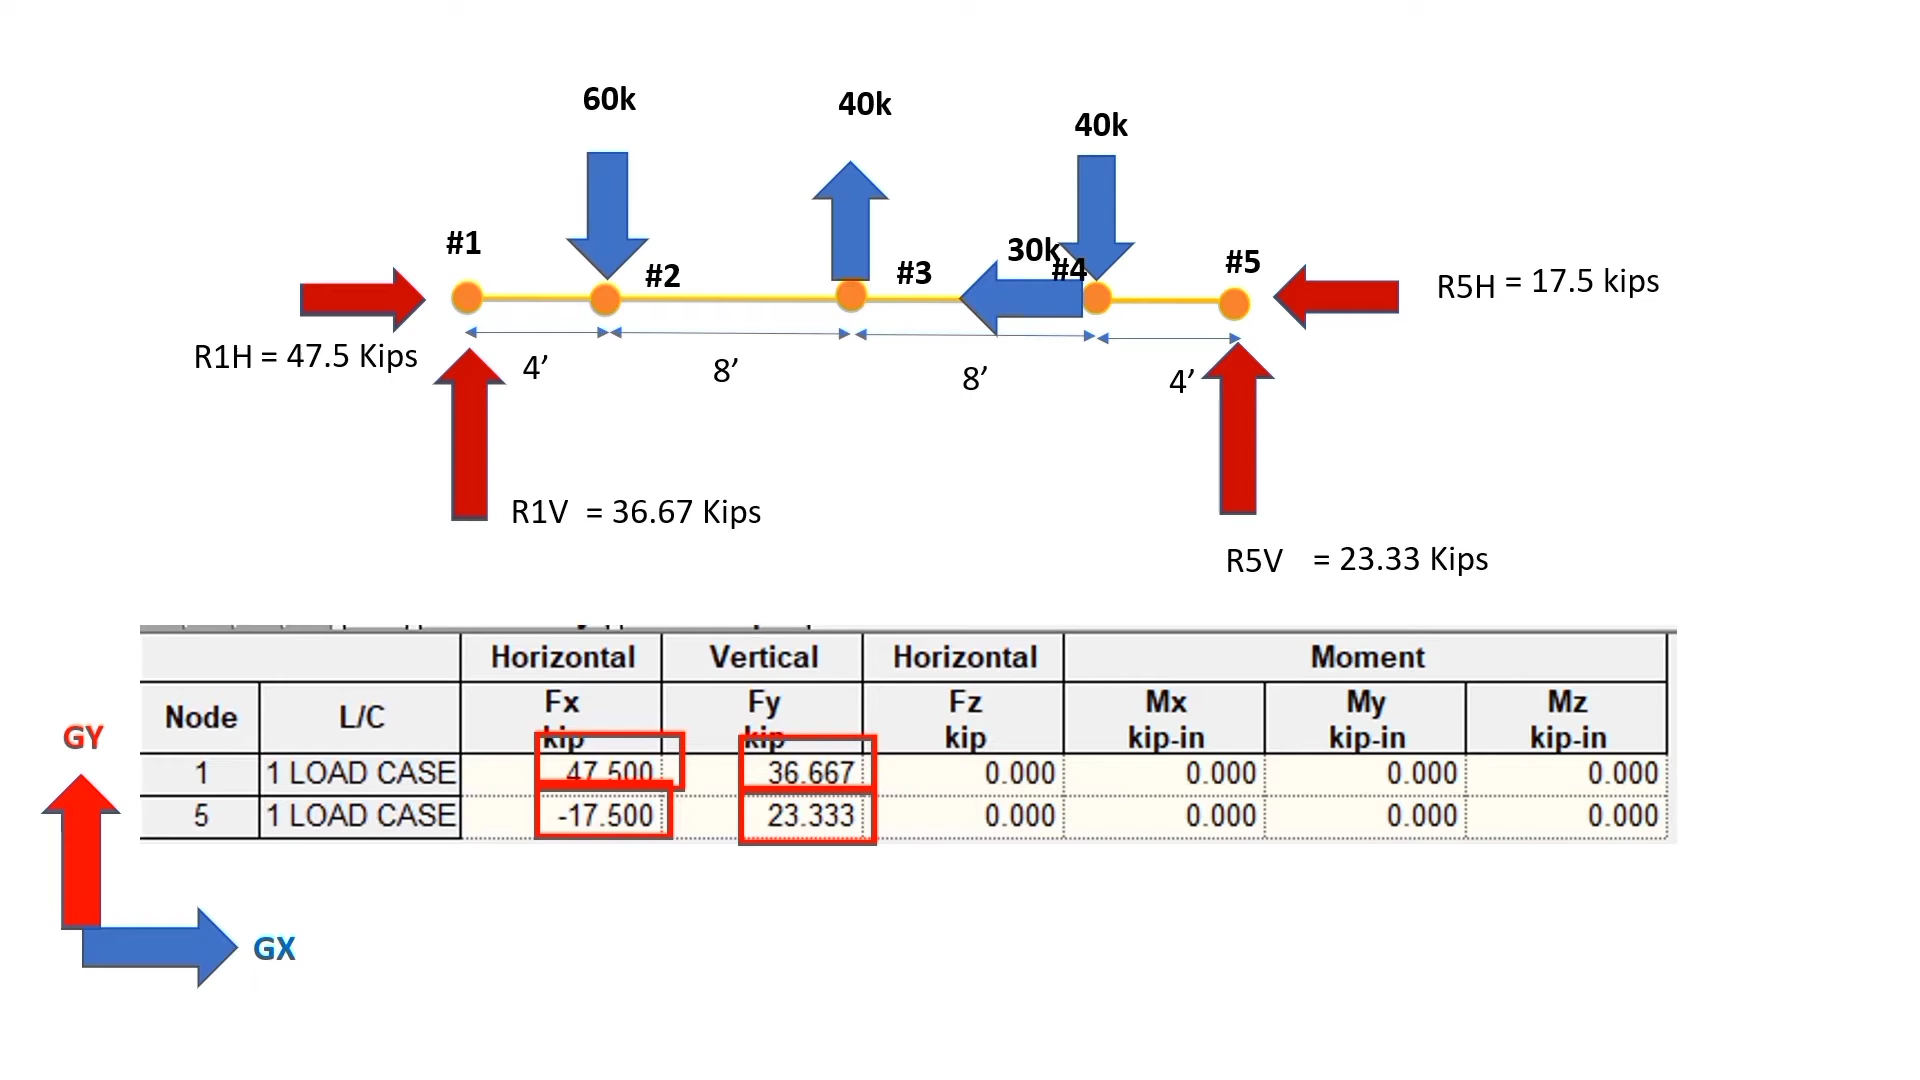 60k
40k
40k
#1
30k
#2
#3
#4
#5
R5H = 17.5 kips
R1H = 47.5 Kips
4’
8’
8’
4’
R1V = 36.67 Kips
R5V = 23.33 Kips
Horizontal Vertical Horizontal Moment
Node L/C Fx kip Fy kip Fz kip Mx kip-in My kip-in Mz kip-in
1 1 LOAD CASE 47.500 36.667 0.000 0.000 0.000 0.000
5 1 LOAD CASE -17.500 23.333 0.000 0.000 0.000 0.000
GY
GX